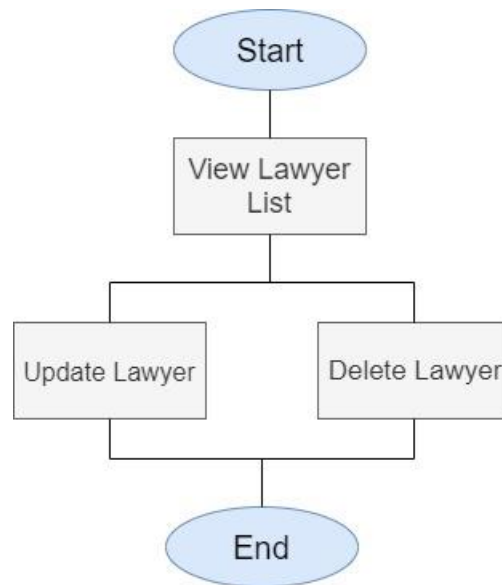 Start
View Lawyer
List
Update Lawyer
Delete Lawyer
End